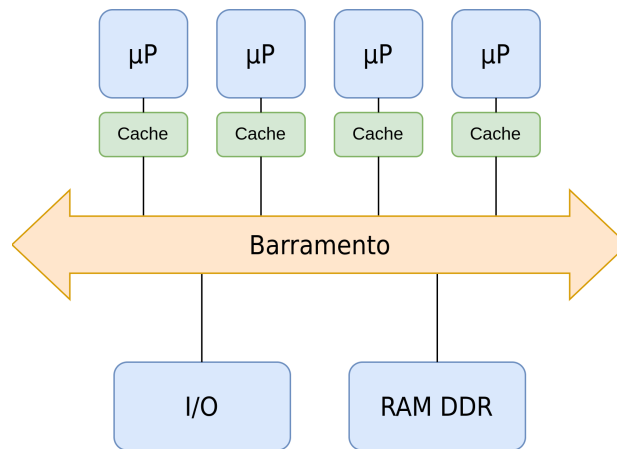 µP µP µP µP
Cache Cache Cache Cache
Barramento
I/O RAM DDR